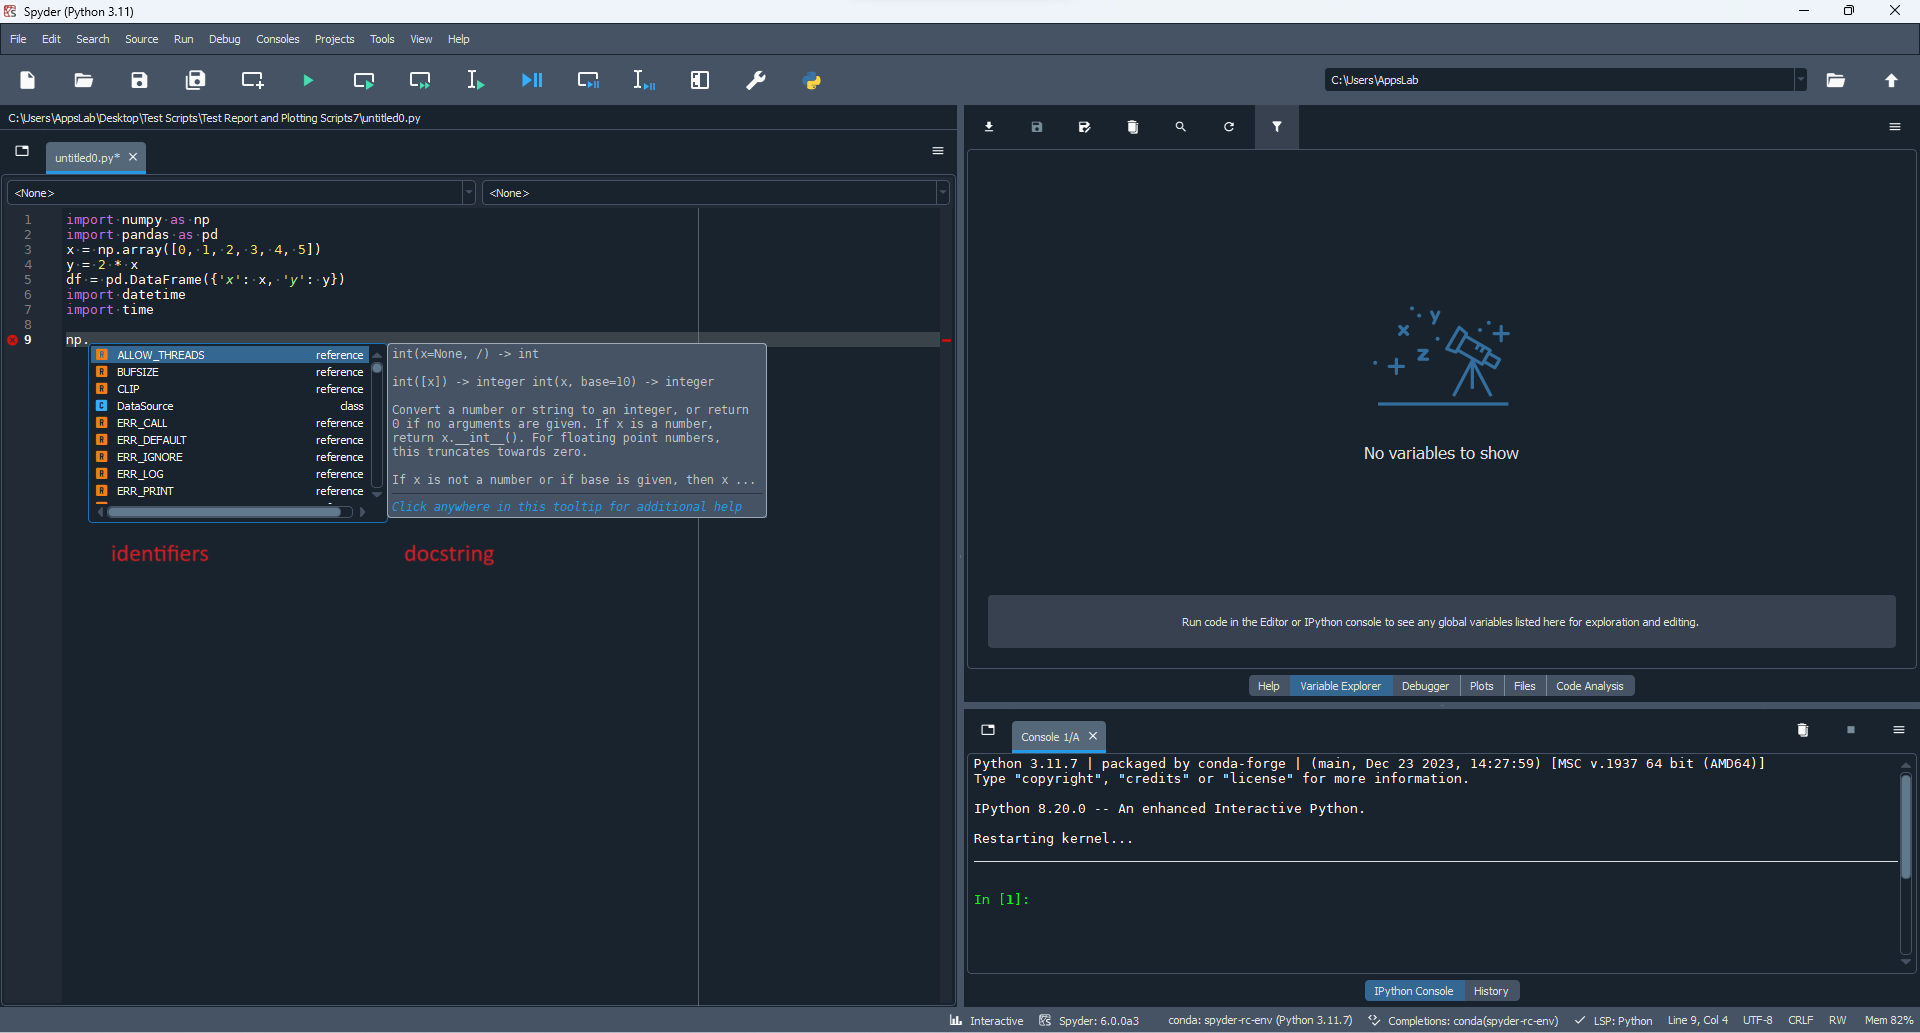 Spyder (Python 3.11)
File Edit Search Source Run Debug Consoles Projects Tools View Help
C:\Users\AppsLab
C:\Users\AppsLab\Desktop\Test Scripts\Test Report and Plotting Scripts7\untitled0.py
untitled0.py*
<None> <None>
1 import numpy as np
2 import pandas as pd
3 x = np.array([0, 1, 2, 3, 4, 5])
4 y = 2 * x
5 df = pd.DataFrame({'x': x, 'y': y})
6 import datetime
7 import time
8
9 np.
ALLOW_THREADS reference
BUFSIZE reference
CLIP reference
DataSource class
ERR_CALL reference
ERR_DEFAULT reference
ERR_IGNORE reference
ERR_LOG reference
ERR_PRINT reference
int(x=None, /) -> int
int([x]) -> integer int(x, base=10) -> integer
Convert a number or string to an integer, or return
0 if no arguments are given. If x is a number,
return x.__int__(). For floating point numbers,
this truncates towards zero.
If x is not a number or if base is given, then x ...
Click anywhere in this tooltip for additional help
identifiers
docstring
x y z
No variables to show
Run code in the Editor or IPython console to see any global variables listed here for exploration and editing.
Help Variable Explorer Debugger Plots Files Code Analysis
Console 1/A
Python 3.11.7 | packaged by conda-forge | (main, Dec 23 2023, 14:27:59) [MSC v.1937 64 bit (AMD64)]
Type "copyright", "credits" or "license" for more information.
IPython 8.20.0 -- An enhanced Interactive Python.
Restarting kernel...
In [1]:
IPython Console History
Interactive Spyder: 6.0.0a3 conda: spyder-rc-env (Python 3.11.7) Completions: conda(spyder-rc-env) LSP: Python Line 9, Col 4 UTF-8 CRLF RW Mem 82%